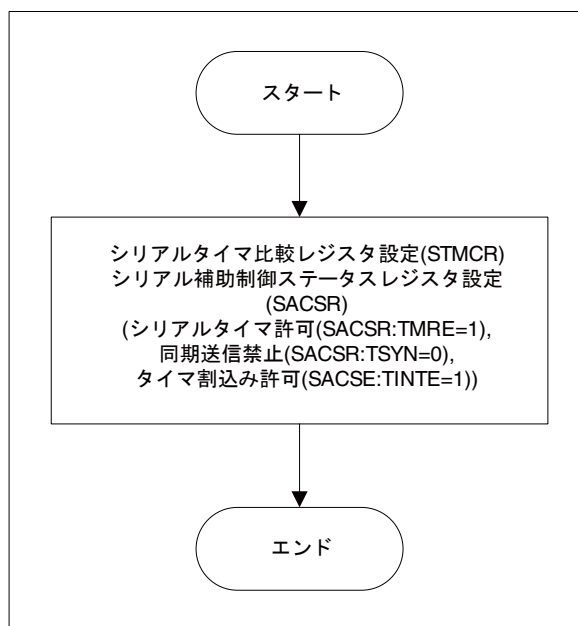 スタート
シリアルタイマ比較レジスタ設定(STMCR)
シリアル補助制御ステータスレジスタ設定
(SACSR)
(シリアルタイマ許可(SACSR:TMRE=1),
同期送信禁止(SACSR:TSYN=0),
タイマ割込み許可(SACSE:TINTE=1))
エンド